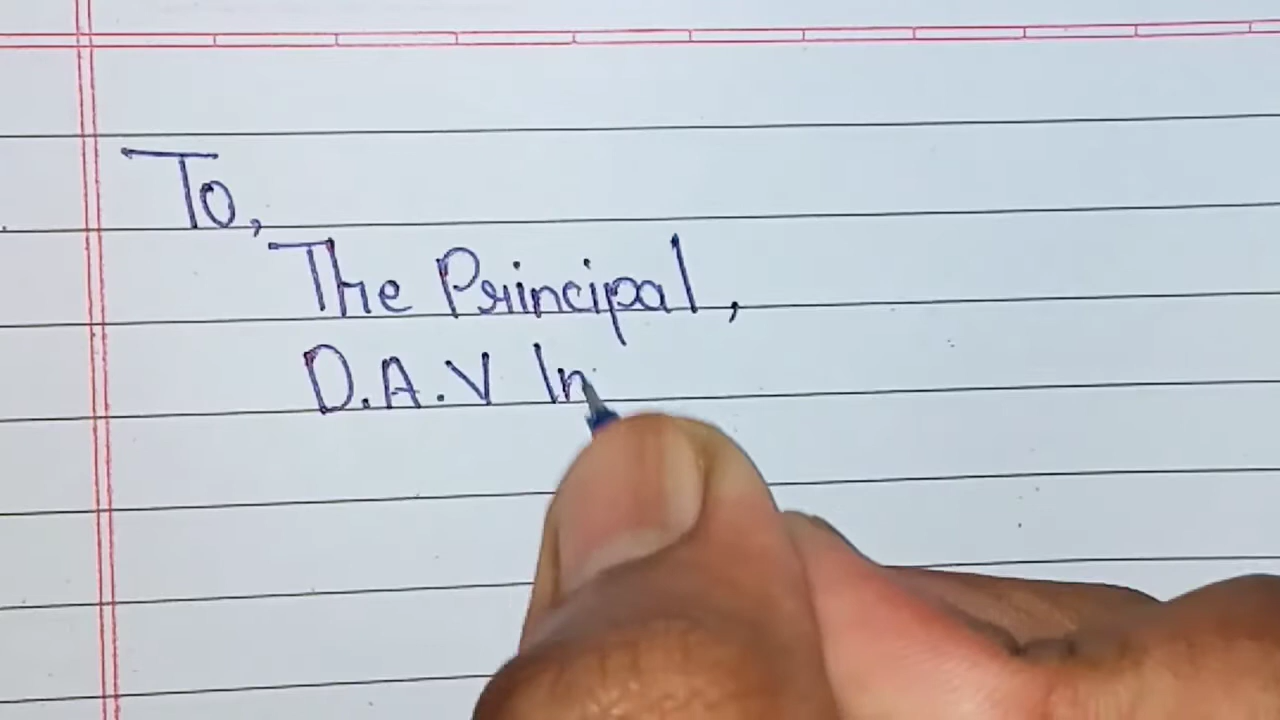 To,
The Principal,
D.A.V In